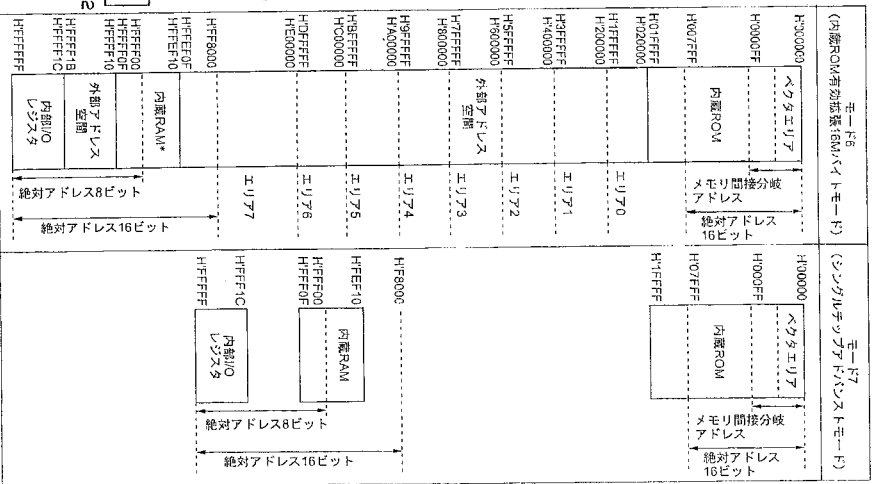 モード6
(内蔵ROM有効拡張16Mバイトモード)
H'000000
H'0000FF
H'007FFF
H'01FFFF
H'020000
H'1FFFFF
H'200000
H'3FFFFF
H'400000
H'5FFFFF
H'600000
H'7FFFFF
H'800000
H'9FFFFF
H'A00000
H'BFFFFF
H'C00000
H'DFFFFF
H'E00000
H'FF8000
H'FFEF0F
H'FFEF10
H'FFFF00
H'FFFF0F
H'FFFF10
H'FFFF1B
H'FFFF1C
H'FFFFFF
ベクタエリア
内蔵ROM
外部アドレス
空間
内蔵RAM*
外部アドレス
空間
内部I/O
レジスタ
エリア0
エリア1
エリア2
エリア3
エリア4
エリア5
エリア6
エリア7
メモリ間接分岐
アドレス
絶対アドレス
16ビット
絶対アドレス8ビット
絶対アドレス16ビット
モード7
(シングルチップアドバンストモード)
H'00000
H'000FF
H'07FFF
H'1FFFF
H'F8000
H'FEF10
H'FFF00
H'FFF0F
H'FFF1C
H'FFFFF
ベクタエリア
内蔵ROM
内蔵RAM
内部I/O
レジスタ
メモリ間接分岐
アドレス
絶対アドレス
16ビット
絶対アドレス8ビット
絶対アドレス16ビット
2